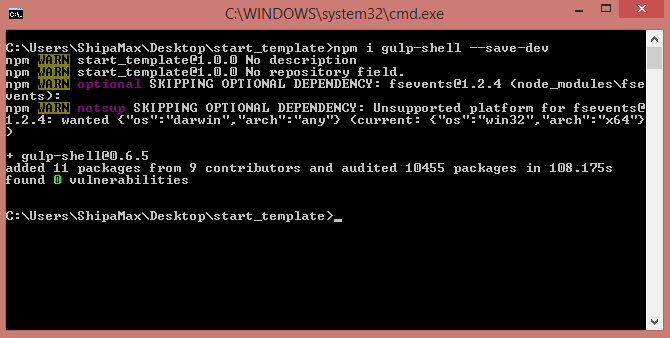 C:\WINDOWS\system32\cmd.exe
C:\Users\ShipaMax\Desktop\start_template>npm i gulp-shell --save-dev
npm WARN start_template@1.0.0 No description
npm WARN start_template@1.0.0 No repository field.
npm WARN optional SKIPPING OPTIONAL DEPENDENCY: fsevents@1.2.4 (node_modules\fse
vents):
npm WARN notsup SKIPPING OPTIONAL DEPENDENCY: Unsupported platform for fsevents@
1.2.4: wanted {"os":"darwin","arch":"any"} (current: {"os":"win32","arch":"x64"}
)
+ gulp-shell@0.6.5
added 11 packages from 9 contributors and audited 10455 packages in 108.175s
found 0 vulnerabilities
C:\Users\ShipaMax\Desktop\start_template>_